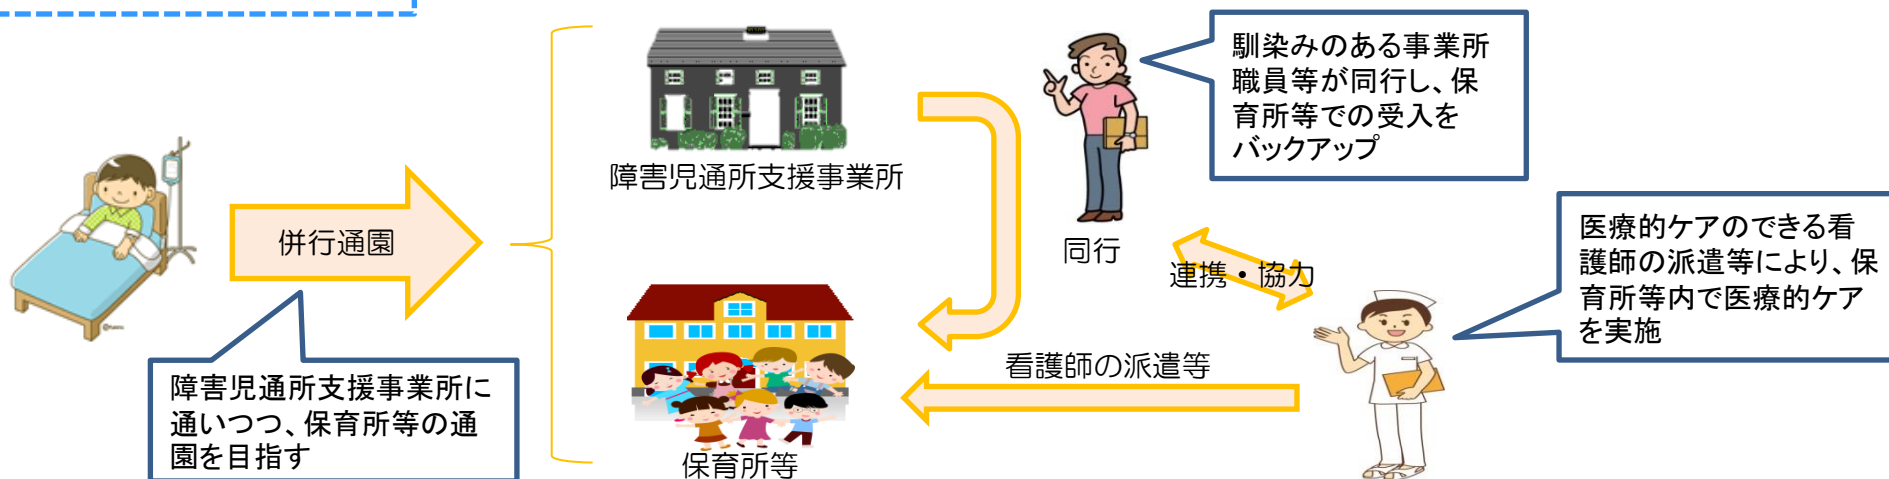 馴染みのある事業所
職員等が同行し、保
育所等での受入を
バックアップ
障害児通所支援事業所
併行通園
同行
連携・協力
医療的ケアのできる看
護師の派遣等により、保
育所等内で医療的ケア
を実施
看護師の派遣等
障害児通所支援事業所に
通いつつ、保育所等の通
園を目指す
保育所等